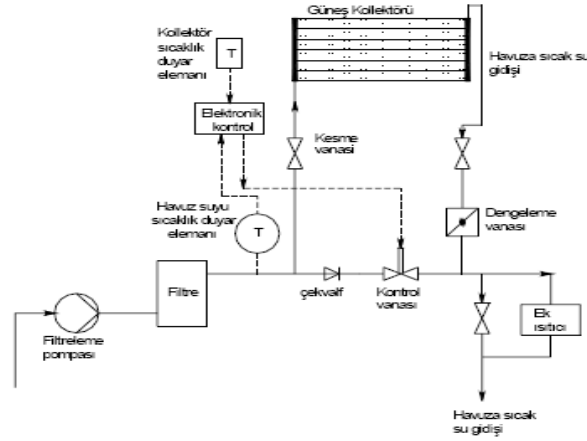 Güneş Kollektörü
Kollektör
sıcaklık
duyar
elemanı
T
Havuza sıcak su
gidişi
Elektronik
kontrol
Kesme
vanasi
Havuz suyu
sıcaklık duyar
elemanı
T
Dengeleme
vanası
Filtre
çekvalf
Kontrol
vanası
Ek
ısıtıcı
Filtreleme
pompası
Havuza sıcak
su gidişi